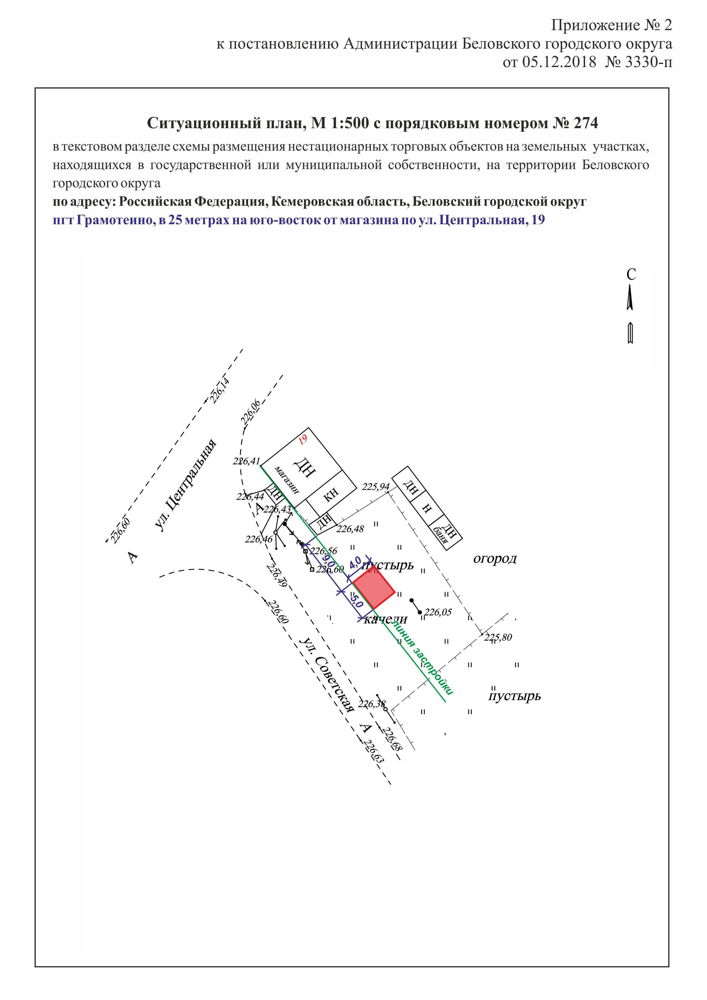 Приложение № 2
к постановлению Администрации Беловского городского округа
от 05.12.2018 № 3330-п
Ситуационный план, М 1:500 с порядковым номером № 274
в текстовом разделе схемы размещения нестационарных торговых объектов на земельных участках,
находящихся в государственной или муниципальной собственности, на территории Беловского
городского округа
по адресу: Российская Федерация, Кемеровская область, Беловский городской округ
пгт Грамотеино, в 25 метрах на юго-восток от магазина по ул. Центральная, 19
С
226,14
226,06
19
ул. Центральная
226,41
ДН
магазин
КН
225,94
ДН
Н
ДН
баня
226,44
ДН
А
226,43
ДН
226,48
226,60
226,46
А
226,56
9,0
226,60
4,0
пустырь
огород
226,49
5,0
226,60
качели
226,05
линия застройки
225,80
ул. Советская
226,38
пустырь
А
226,68
226,63